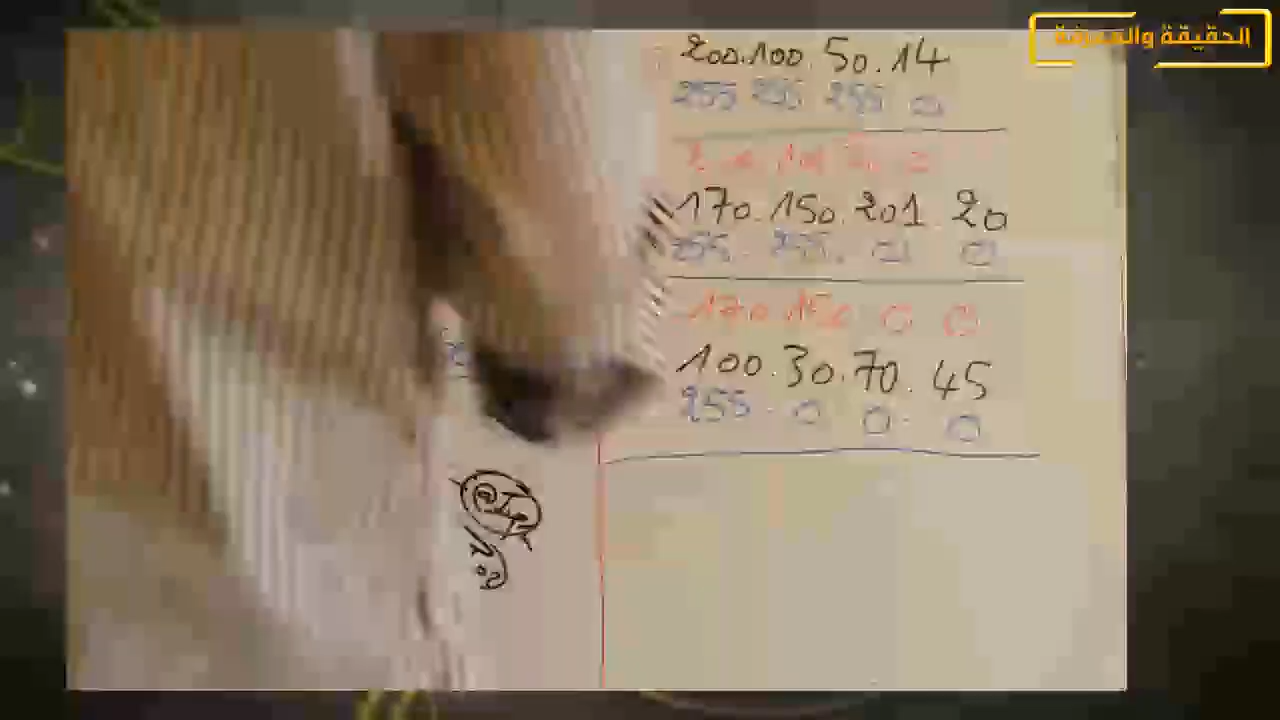 الحقيقة والمعرفة
200.100.50.14
255 255 255 0
170.150.201.20
255. 255. 0 0
170.150 0 0
100.30.70.45
255. 0 0. 0